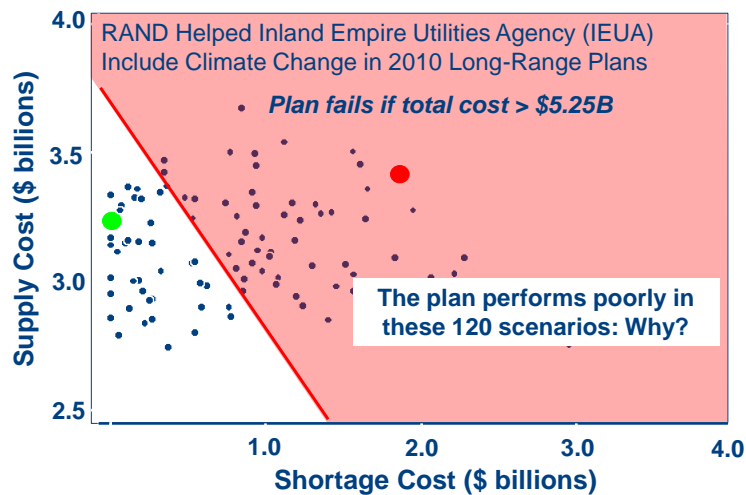 4.0
RAND Helped Inland Empire Utilities Agency (IEUA)
Include Climate Change in 2010 Long-Range Plans
Plan fails if total cost > $5.25B
3.5
Supply Cost ($ billions)
3.0
The plan performs poorly in
these 120 scenarios: Why?
2.5
1.0
2.0
3.0
4.0
Shortage Cost ($ billions)